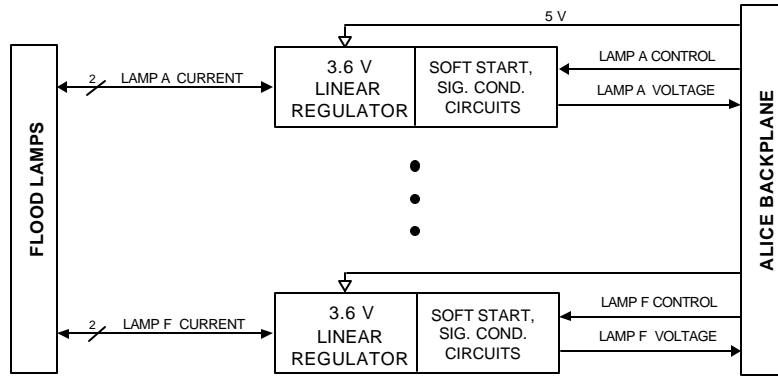 5 V
FLOOD LAMPS
2 LAMP A CURRENT
3.6 V
LINEAR
REGULATOR
SOFT START,
SIG. COND.
CIRCUITS
LAMP A CONTROL
LAMP A VOLTAGE
ALICE BACKPLANE
2 LAMP F CURRENT
3.6 V
LINEAR
REGULATOR
SOFT START,
SIG. COND.
CIRCUITS
LAMP F CONTROL
LAMP F VOLTAGE